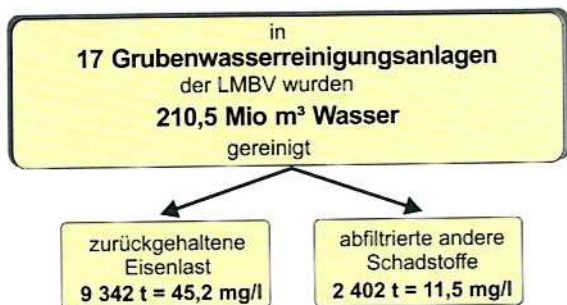 in
17 Grubenwasserreinigungsanlagen
der LMBV wurden
210,5 Mio m³ Wasser
gereinigt
zurückgehaltene
Eisenlast
9 342 t = 45,2 mg/l
abfiltrierte andere
Schadstoffe
2 402 t = 11,5 mg/l